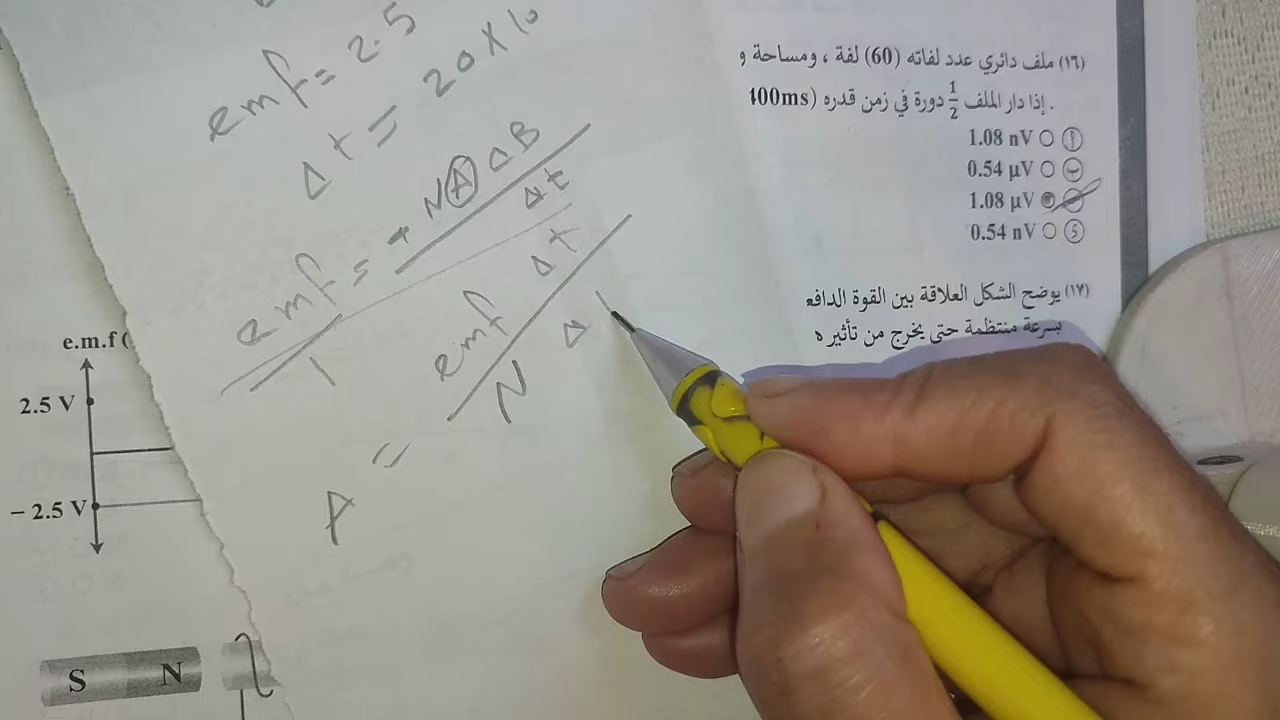 emf = 2.5
Δt = 20 × 10
emf = - NAΔB / Δt
1
A = emf Δt / N Δ
(١٦) ملف دائري عدد لفاته (60) لفة ، ومساحة و
. إذا دار الملف 1/2 دورة في زمن قدره (400ms
أ 1.08 nV
ب 0.54 µV
1.08 µV
د 0.54 nV
(١٧) يوضح الشكل العلاقة بين القوة الدافع
بسرعة منتظمة حتى يخرج من تأثيره
e.m.f (
2.5 V
− 2.5 V
S N